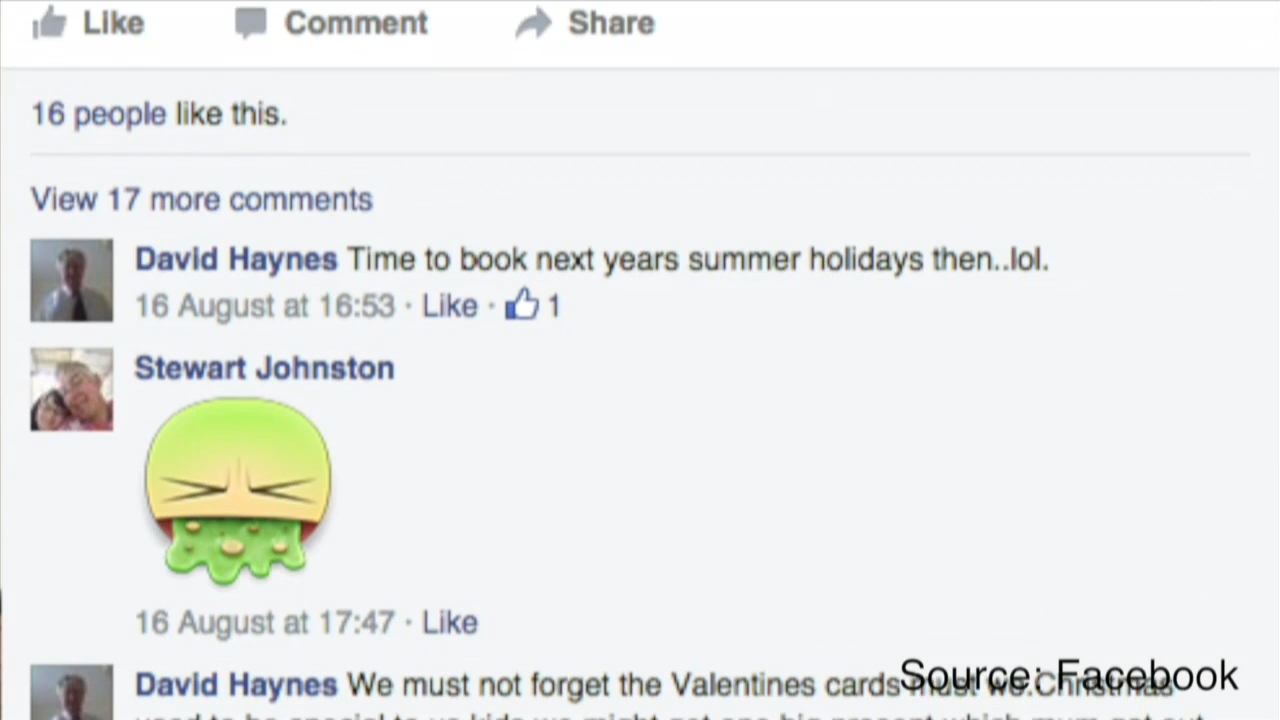 Like Comment Share
16 people like this.
View 17 more comments
David Haynes Time to book next years summer holidays then..lol.
16 August at 16:53 · Like · 1
Stewart Johnston
16 August at 17:47 · Like
David Haynes We must not forget the Valentines cards must we.Christmas
Source: Facebook
used to be special to us kids we might get one big present which mum got out